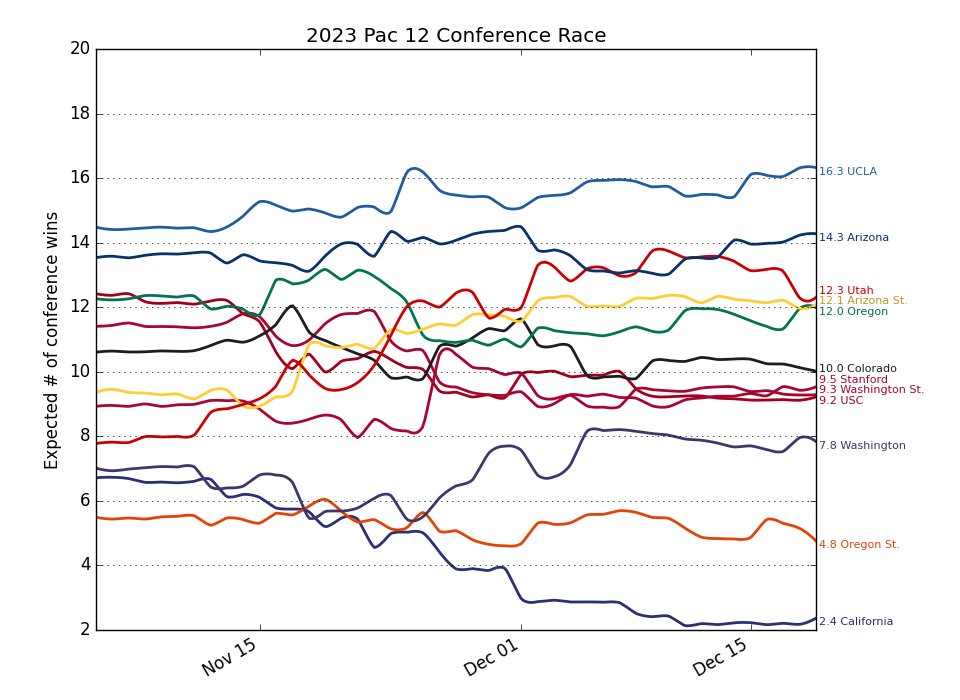 2023 Pac 12 Conference Race
Expected # of conference wins
20
18
16
14
12
10
8
6
4
2
16.3 UCLA
14.3 Arizona
12.3 Utah
12.1 Arizona St.
12.0 Oregon
10.0 Colorado
9.5 Stanford
9.3 Washington St.
9.2 USC
7.8 Washington
4.8 Oregon St.
2.4 California
Nov 15
Dec 01
Dec 15